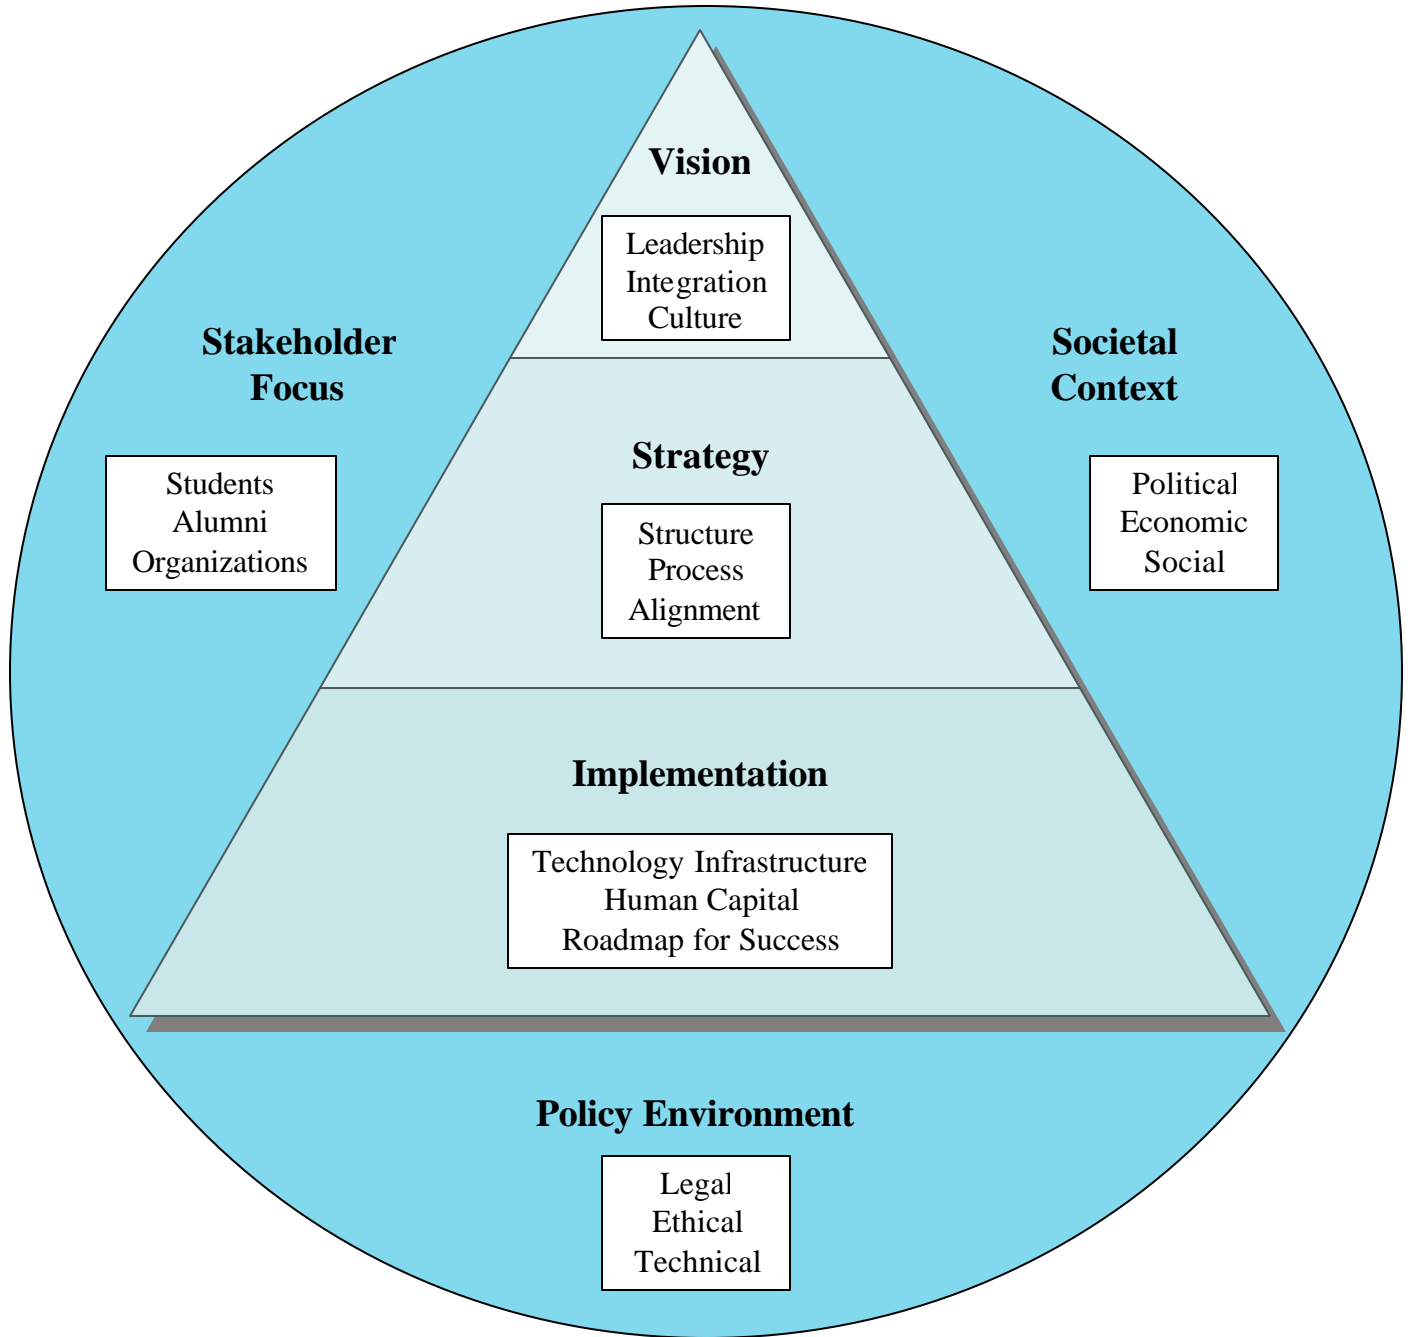 Vision
Leadership
Integration
Culture
Stakeholder
Focus
Students
Alumni
Organizations
Societal
Context
Political
Economic
Social
Strategy
Structure
Process
Alignment
Implementation
Technology Infrastructure
Human Capital
Roadmap for Success
Policy Environment
Legal
Ethical
Technical